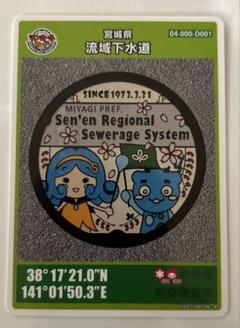 宮城県
04-000-D001
流域下水道
SINCE 1973.3.31
MIYAGI PREF.
Sen'en Regional
Sewerage System
38°17'21.0"N
141°01'50.3"E